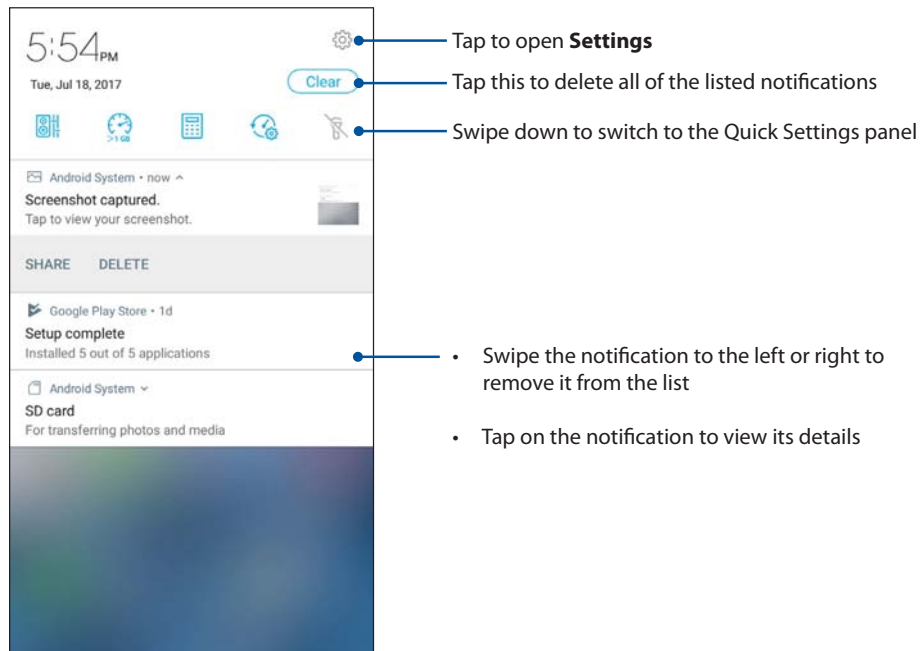 5:54PM
Tap to open Settings
Tue, Jul 18, 2017
Clear
Tap this to delete all of the listed notifications
>1 GB
Swipe down to switch to the Quick Settings panel
Android System • now
Screenshot captured.
Tap to view your screenshot.
SHARE DELETE
Google Play Store • 1d
Setup complete
Installed 5 out of 5 applications
• Swipe the notification to the left or right to
remove it from the list
Android System
SD card
For transferring photos and media
• Tap on the notification to view its details